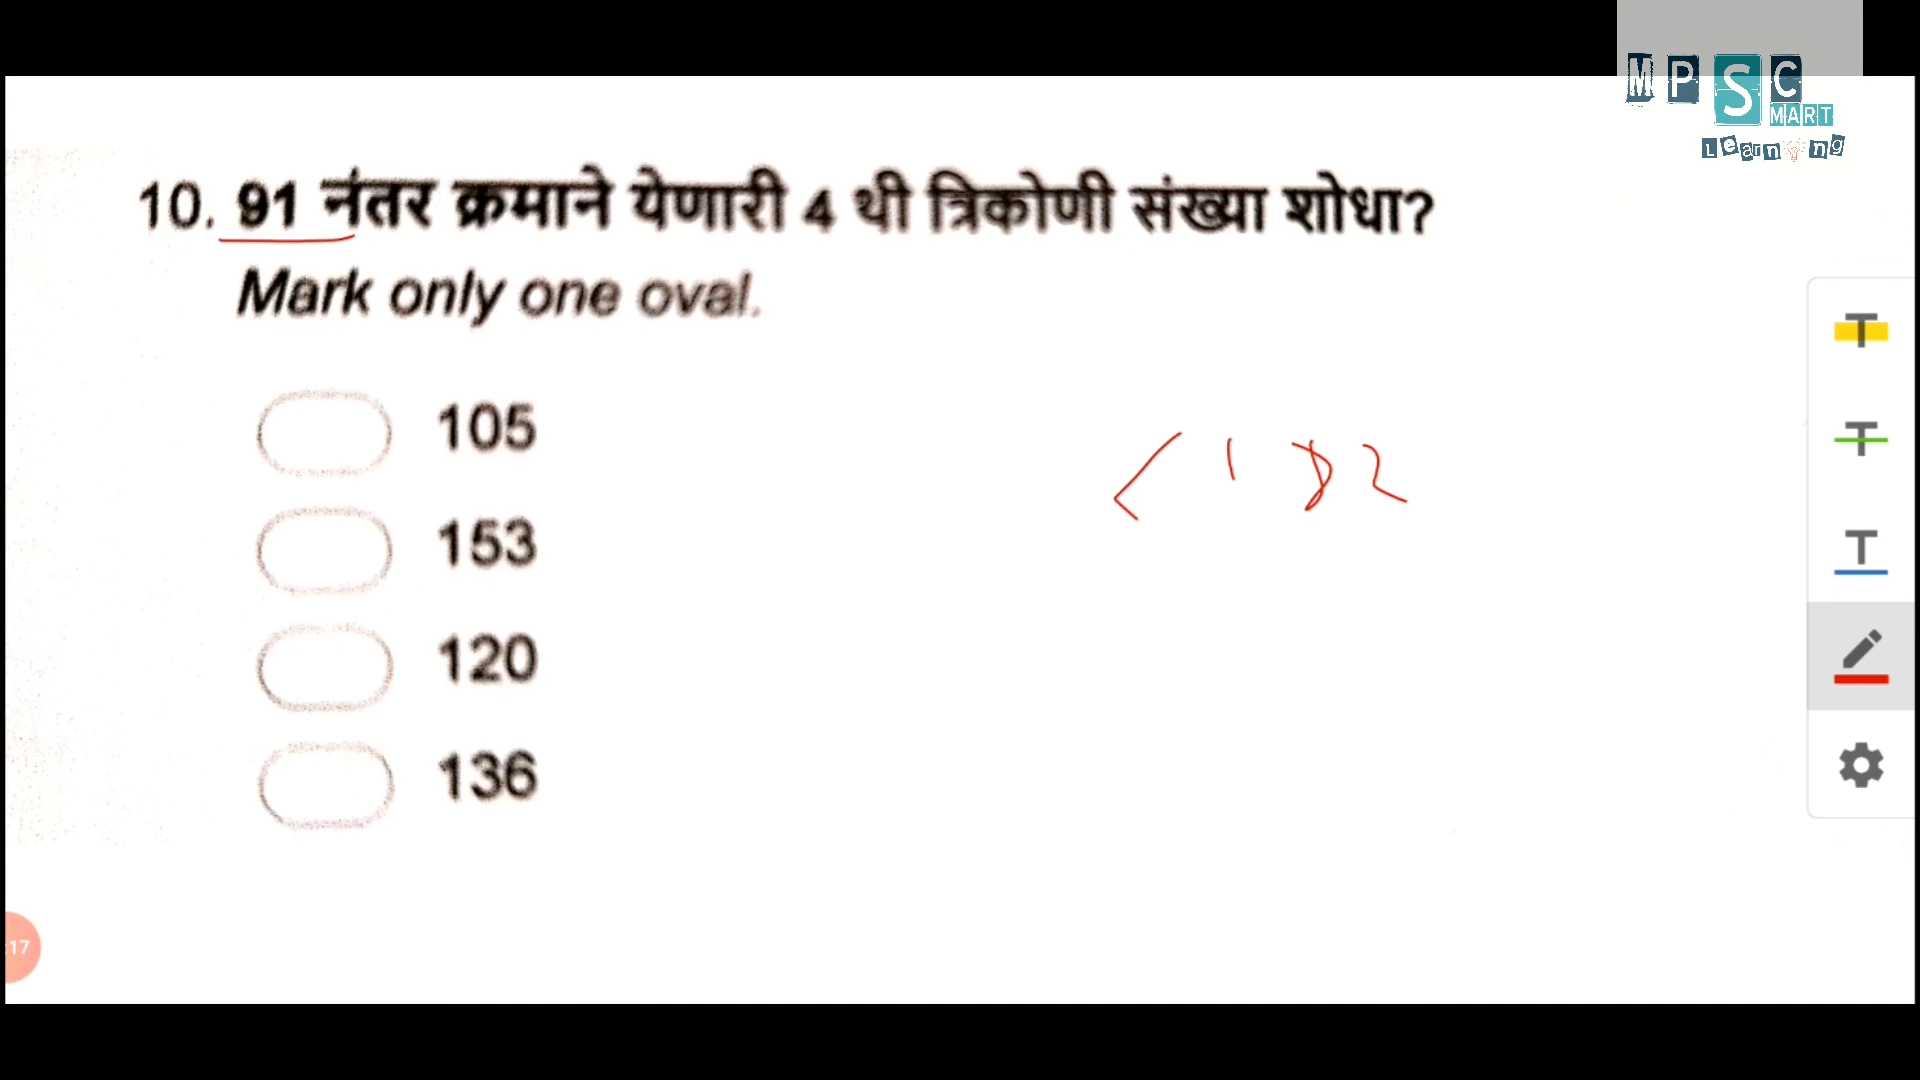 MPSC
MART
Learning
10. 91 नंतर क्रमाने येणारी 4 थी त्रिकोणी संख्या शोधा?
Mark only one oval.
105
153
120
136
:17